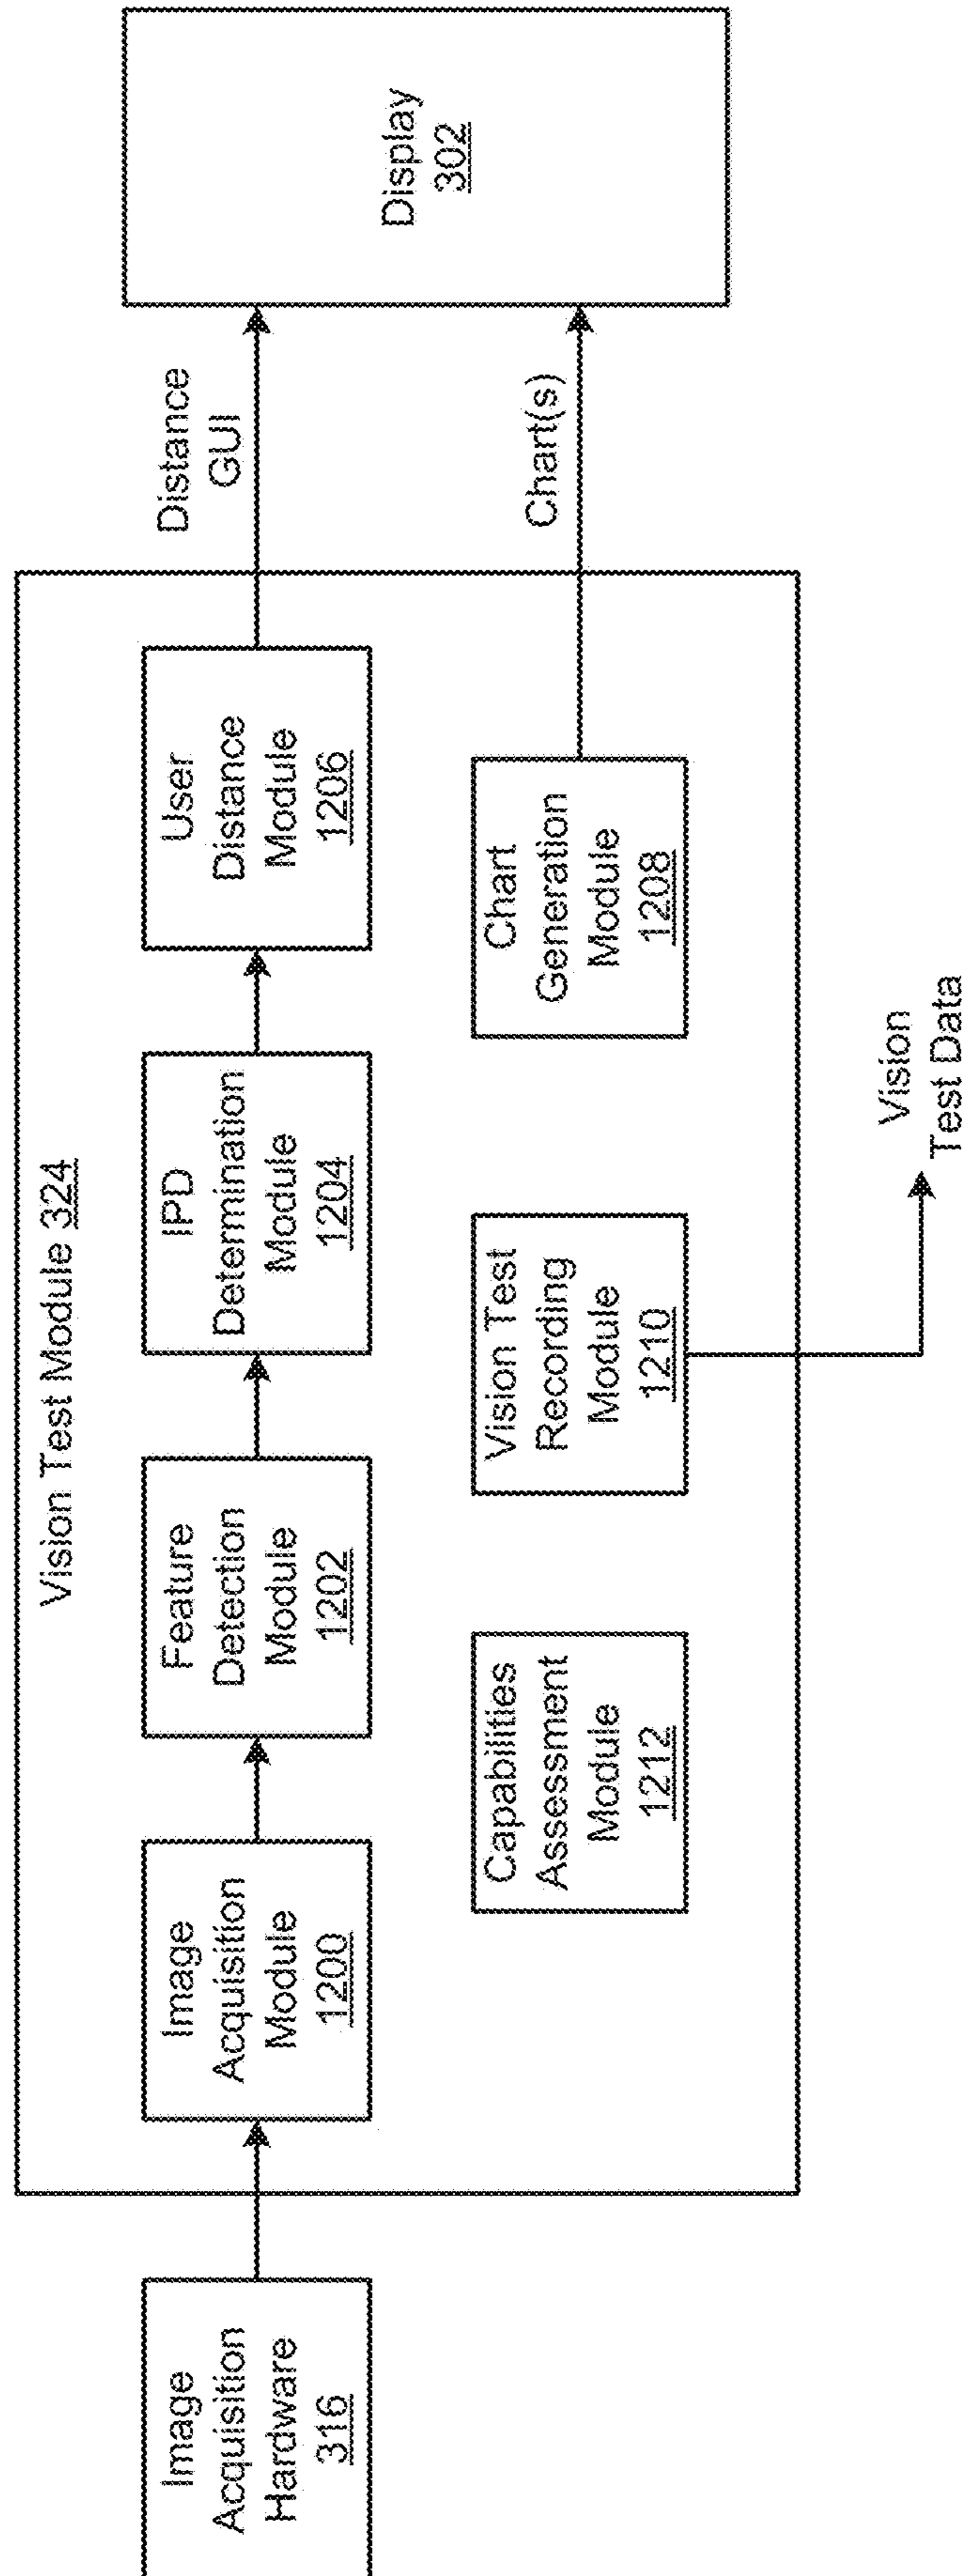 Vision Test Module 324
Image
Acquisition
Hardware
316
Image
Acquisition
Module
1200
Feature
Detection
Module
1202
IPD
Determination
Module
1204
User
Distance
Module
1206
Distance
GUI
Display
302
Capabilities
Assessment
Module
1212
Vision Test
Recording
Module
1210
Chart
Generation
Module
1208
Chart(s)
Vision
Test Data